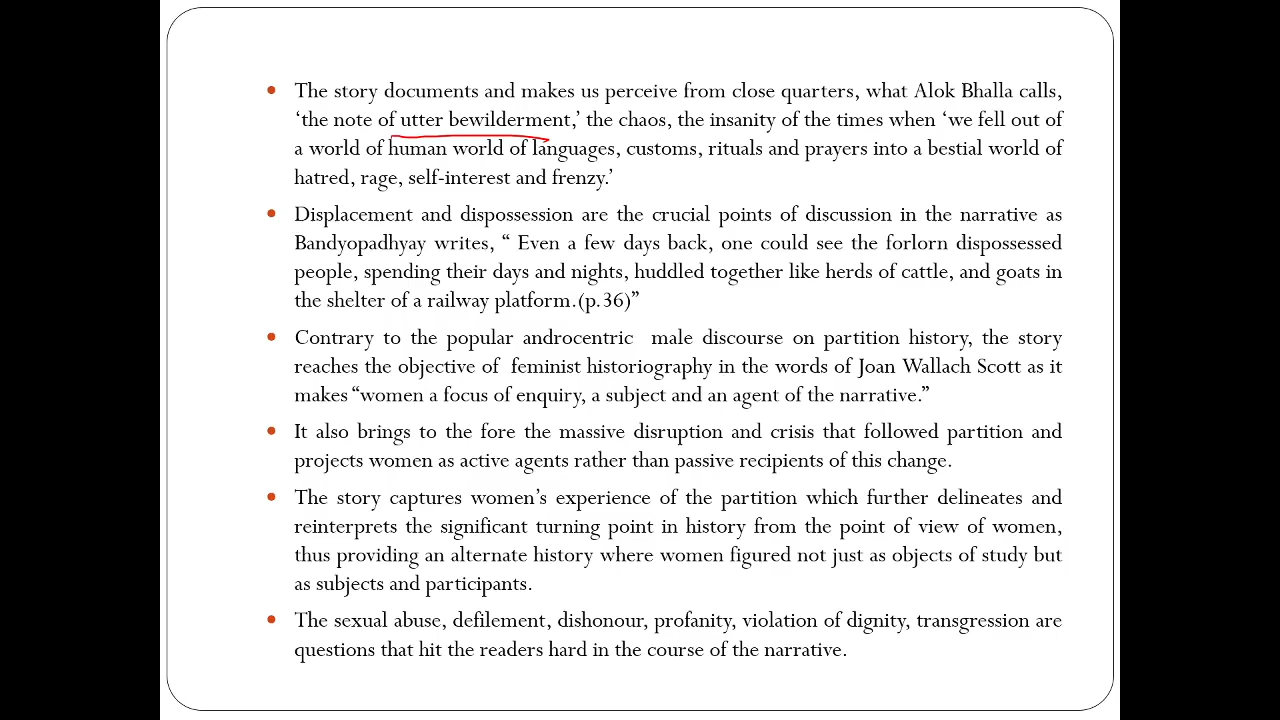 • The story documents and makes us perceive from close quarters, what Alok Bhalla calls,
‘the note of utter bewilderment,’ the chaos, the insanity of the times when ‘we fell out of
a world of human world of languages, customs, rituals and prayers into a bestial world of
hatred, rage, self-interest and frenzy.’
• Displacement and dispossession are the crucial points of discussion in the narrative as
Bandyopadhyay writes, “ Even a few days back, one could see the forlorn dispossessed
people, spending their days and nights, huddled together like herds of cattle, and goats in
the shelter of a railway platform.(p.36)”
• Contrary to the popular androcentric male discourse on partition history, the story
reaches the objective of feminist historiography in the words of Joan Wallach Scott as it
makes “women a focus of enquiry, a subject and an agent of the narrative.”
• It also brings to the fore the massive disruption and crisis that followed partition and
projects women as active agents rather than passive recipients of this change.
• The story captures women’s experience of the partition which further delineates and
reinterprets the significant turning point in history from the point of view of women,
thus providing an alternate history where women figured not just as objects of study but
as subjects and participants.
• The sexual abuse, defilement, dishonour, profanity, violation of dignity, transgression are
questions that hit the readers hard in the course of the narrative.